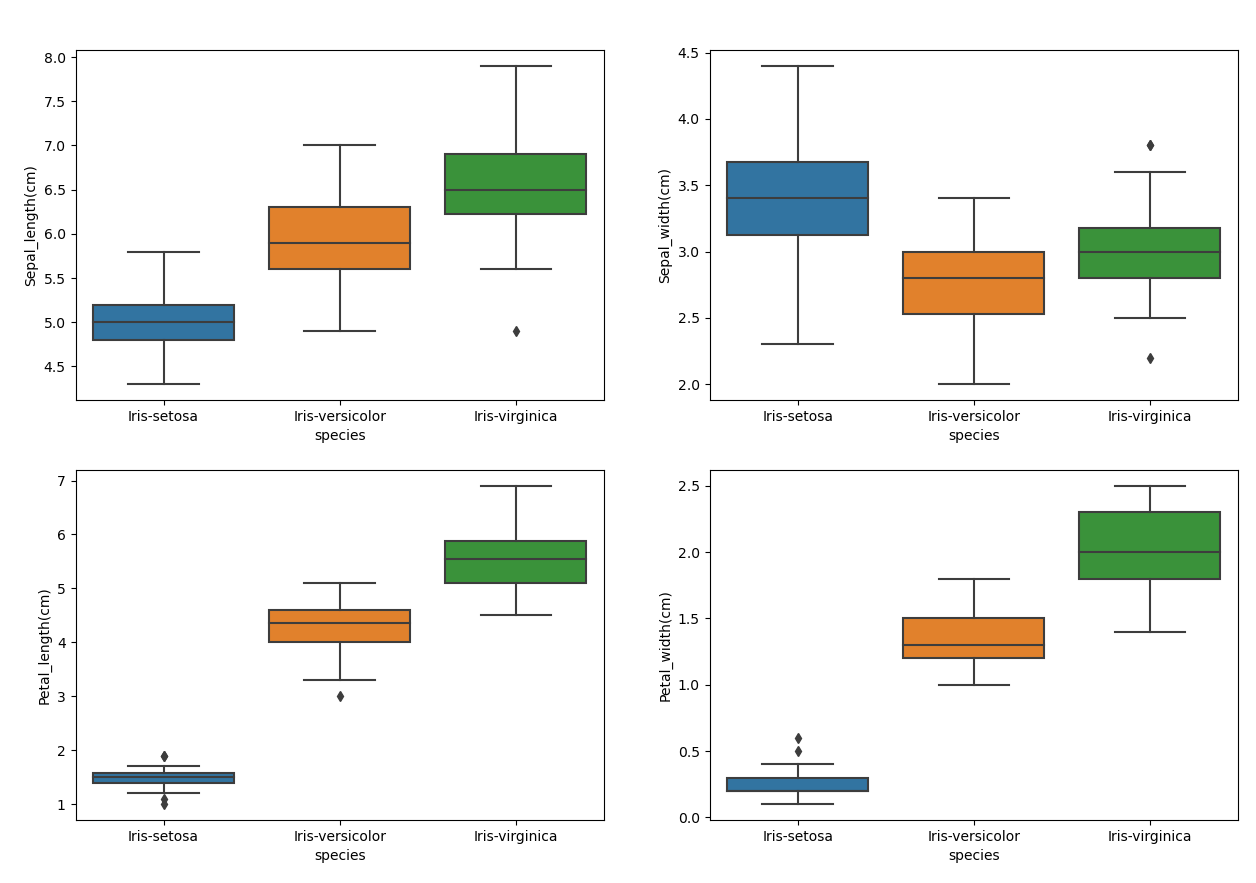 8.0
7.5
7.0
6.5
6.0
5.5
5.0
4.5
Sepal_length(cm)
Iris-setosa Iris-versicolor Iris-virginica
species
4.5
4.0
3.5
3.0
2.5
2.0
Sepal_width(cm)
Iris-setosa Iris-versicolor Iris-virginica
species
7
6
5
4
3
2
1
Petal_length(cm)
Iris-setosa Iris-versicolor Iris-virginica
species
2.5
2.0
1.5
1.0
0.5
0.0
Petal_width(cm)
Iris-setosa Iris-versicolor Iris-virginica
species